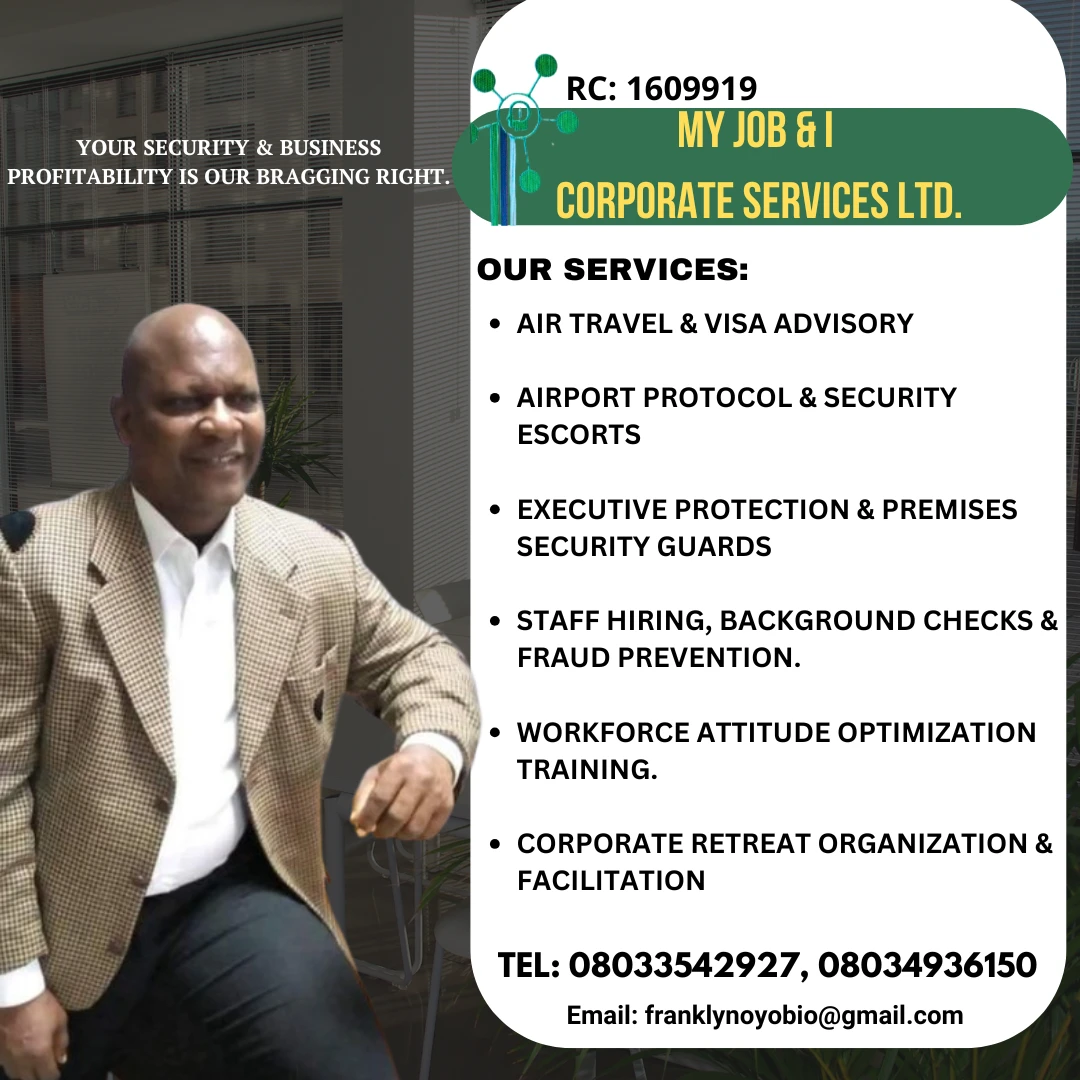 YOUR SECURITY & BUSINESS
PROFITABILITY IS OUR BRAGGING RIGHT.
RC: 1609919
MY JOB & I
CORPORATE SERVICES LTD.
OUR SERVICES:
• AIR TRAVEL & VISA ADVISORY
• AIRPORT PROTOCOL & SECURITY
ESCORTS
• EXECUTIVE PROTECTION & PREMISES
SECURITY GUARDS
• STAFF HIRING, BACKGROUND CHECKS &
FRAUD PREVENTION.
• WORKFORCE ATTITUDE OPTIMIZATION
TRAINING.
• CORPORATE RETREAT ORGANIZATION &
FACILITATION
TEL: 08033542927, 08034936150
Email: franklynoyobio@gmail.com